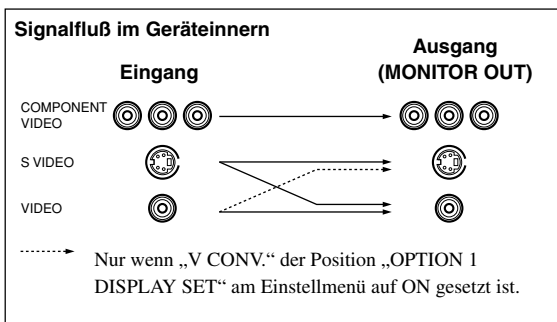 Signalfluß im Geräteinnern
Eingang
Ausgang
(MONITOR OUT)
COMPONENT
VIDEO
S VIDEO
VIDEO
Nur wenn „V CONV.“ der Position „OPTION 1
DISPLAY SET“ am Einstellmenü auf ON gesetzt ist.